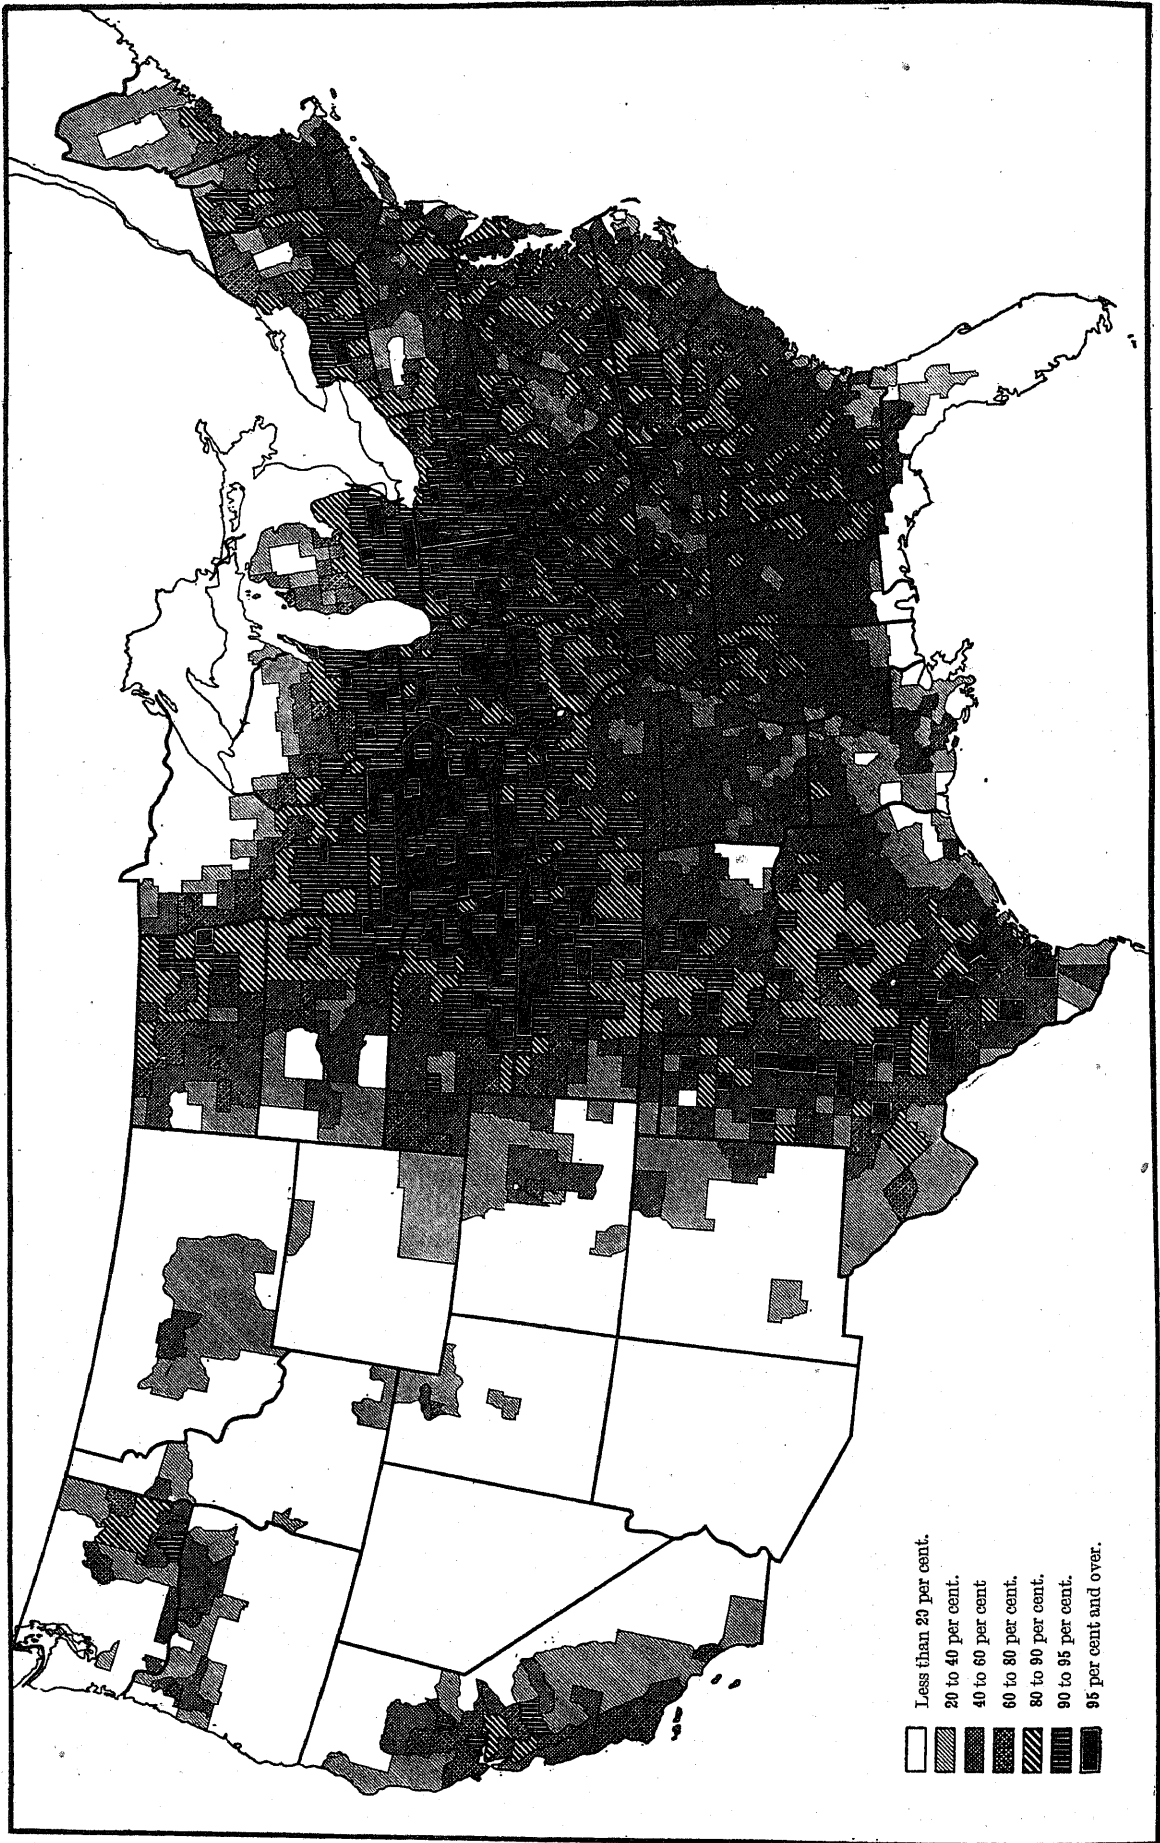 Less than 20 per cent.
20 to 40 per cent.
40 to 60 per cent
60 to 80 per cent.
80 to 90 per cent.
90 to 95 per cent.
95 per cent and over.